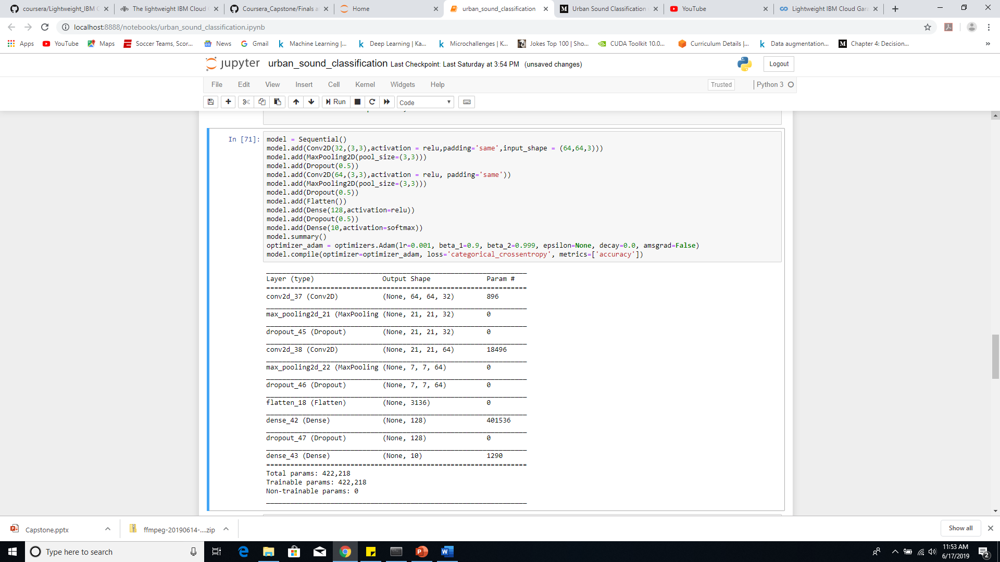 coursera/Lightweight_IBM C
The lightweight IBM Cloud
Coursera_Capstone/Finals a
Home
urban_sound_classification
Urban Sound Classification
YouTube
Lightweight IBM Cloud Gara
localhost:8888/notebooks/urban_sound_classification.ipynb
Apps YouTube Maps Soccer Teams, Scor... News Gmail Machine Learning |... Deep Learning | Ka... Microchallenges | K... Jokes Top 100 | Sho... CUDA Toolkit 10.0... Curriculum Details |... Data augmentation... Chapter 4: Decision... »
jupyter urban_sound_classification Last Checkpoint: Last Saturday at 3:54 PM (unsaved changes) Logout
File Edit View Insert Cell Kernel Widgets Help Trusted Python 3
Run Code
In [71]:
model = Sequential()
model.add(Conv2D(32,(3,3),activation = relu,padding='same',input_shape = (64,64,3)))
model.add(MaxPooling2D(pool_size=(3,3)))
model.add(Dropout(0.5))
model.add(Conv2D(64,(3,3),activation = relu, padding='same'))
model.add(MaxPooling2D(pool_size=(3,3)))
model.add(Dropout(0.5))
model.add(Flatten())
model.add(Dense(128,activation=relu))
model.add(Dropout(0.5))
model.add(Dense(10,activation=softmax))
model.summary()
optimizer_adam = optimizers.Adam(lr=0.001, beta_1=0.9, beta_2=0.999, epsilon=None, decay=0.0, amsgrad=False)
model.compile(optimizer=optimizer_adam, loss='categorical_crossentropy', metrics=['accuracy'])
Layer (type) Output Shape Param #
conv2d_37 (Conv2D) (None, 64, 64, 32) 896
max_pooling2d_21 (MaxPooling (None, 21, 21, 32) 0
dropout_45 (Dropout) (None, 21, 21, 32) 0
conv2d_38 (Conv2D) (None, 21, 21, 64) 18496
max_pooling2d_22 (MaxPooling (None, 7, 7, 64) 0
dropout_46 (Dropout) (None, 7, 7, 64) 0
flatten_18 (Flatten) (None, 3136) 0
dense_42 (Dense) (None, 128) 401536
dropout_47 (Dropout) (None, 128) 0
dense_43 (Dense) (None, 10) 1290
Total params: 422,218
Trainable params: 422,218
Non-trainable params: 0
Capstone.pptx
ffmpeg-20190614-....zip
Show all
Type here to search
11:53 AM
6/17/2019
2